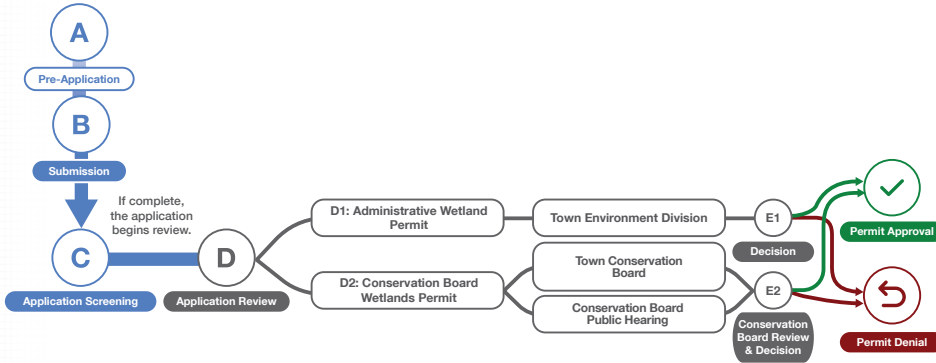 A
Pre-Application
B
Submission
If complete,
the application
begins review.
C
Application Screening
D
Application Review
D1: Administrative Wetland
Permit
D2: Conservation Board
Wetlands Permit
Town Environment Division
Town Conservation
Board
Conservation Board
Public Hearing
E1
Decision
E2
Conservation
Board Review
& Decision
Permit Approval
Permit Denial